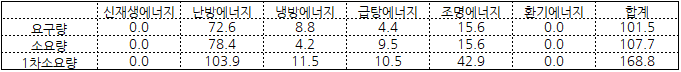 신재생에너지 난방에너지 냉방에너지 급탕에너지 조명에너지 환기에너지 합계
요구량 0.0 72.6 8.8 4.4 15.6 0.0 101.5
소요량 0.0 78.4 4.2 9.5 15.6 0.0 107.7
1차소요량 0.0 103.9 11.5 10.5 42.9 0.0 168.8